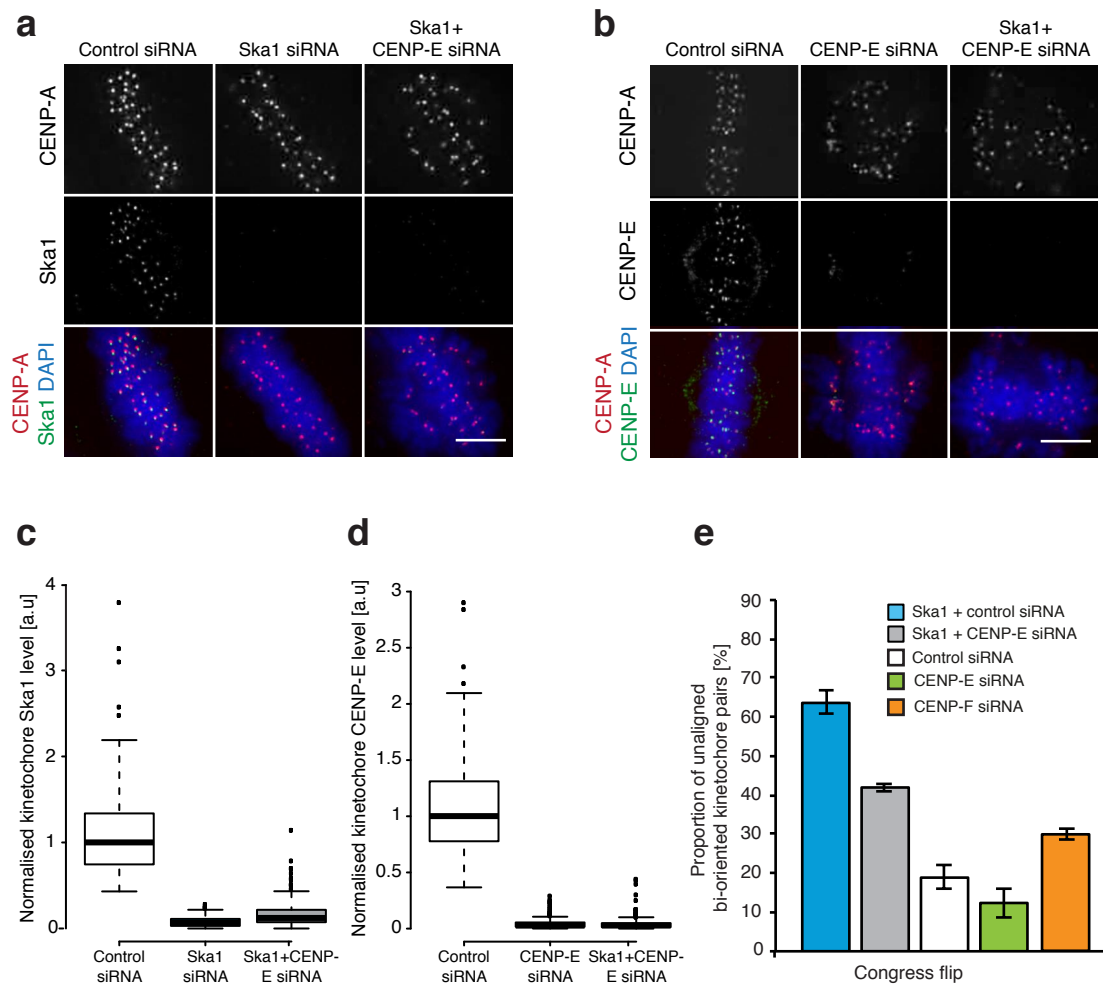 a
Control siRNA
Ska1 siRNA
Ska1+
CENP-E siRNA
CENP-A
Ska1
CENP-A
Ska1 DAPI
b
Control siRNA
CENP-E siRNA
Ska1+
CENP-E siRNA
CENP-A
CENP-E
CENP-A
CENP-E DAPI
c
Normalised kinetochore Ska1 level [a.u]
4
3
2
1
0
Control
siRNA
Ska1
siRNA
Ska1+CENP-
E siRNA
d
Normalised kinetochore CENP-E level [a.u]
3
2.5
2
1.5
1
0.5
0
Control
siRNA
CENP-E
siRNA
Ska1+CENP-
E siRNA
e
Proportion of unaligned
bi-oriented kinetochore pairs [%]
90
80
70
60
50
40
30
20
10
0
Ska1 + control siRNA
Ska1 + CENP-E siRNA
Control siRNA
CENP-E siRNA
CENP-F siRNA
Congress flip